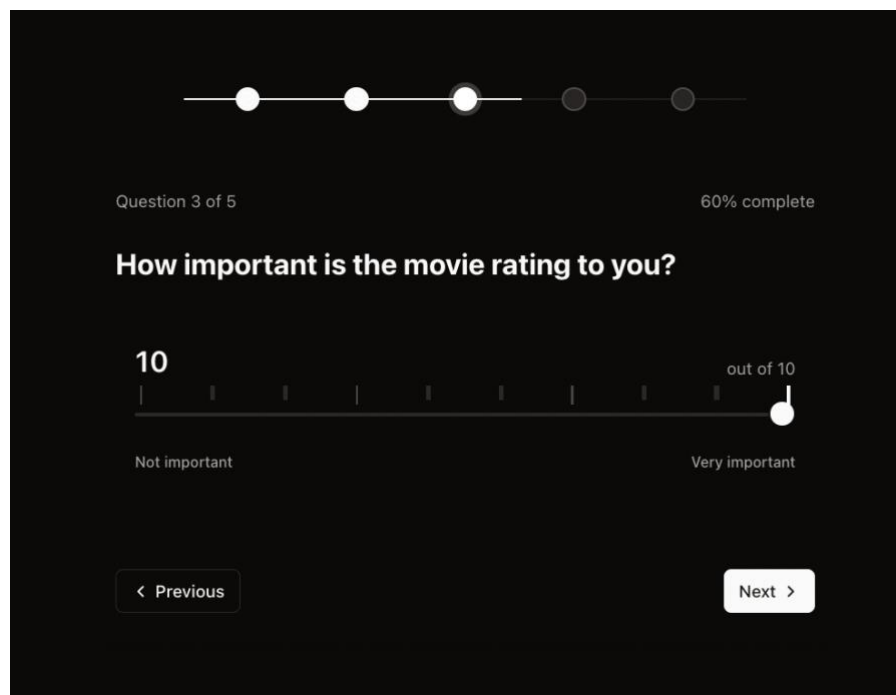 Question 3 of 5
60% complete
How important is the movie rating to you?
10
out of 10
Not important
Very important
Previous
Next